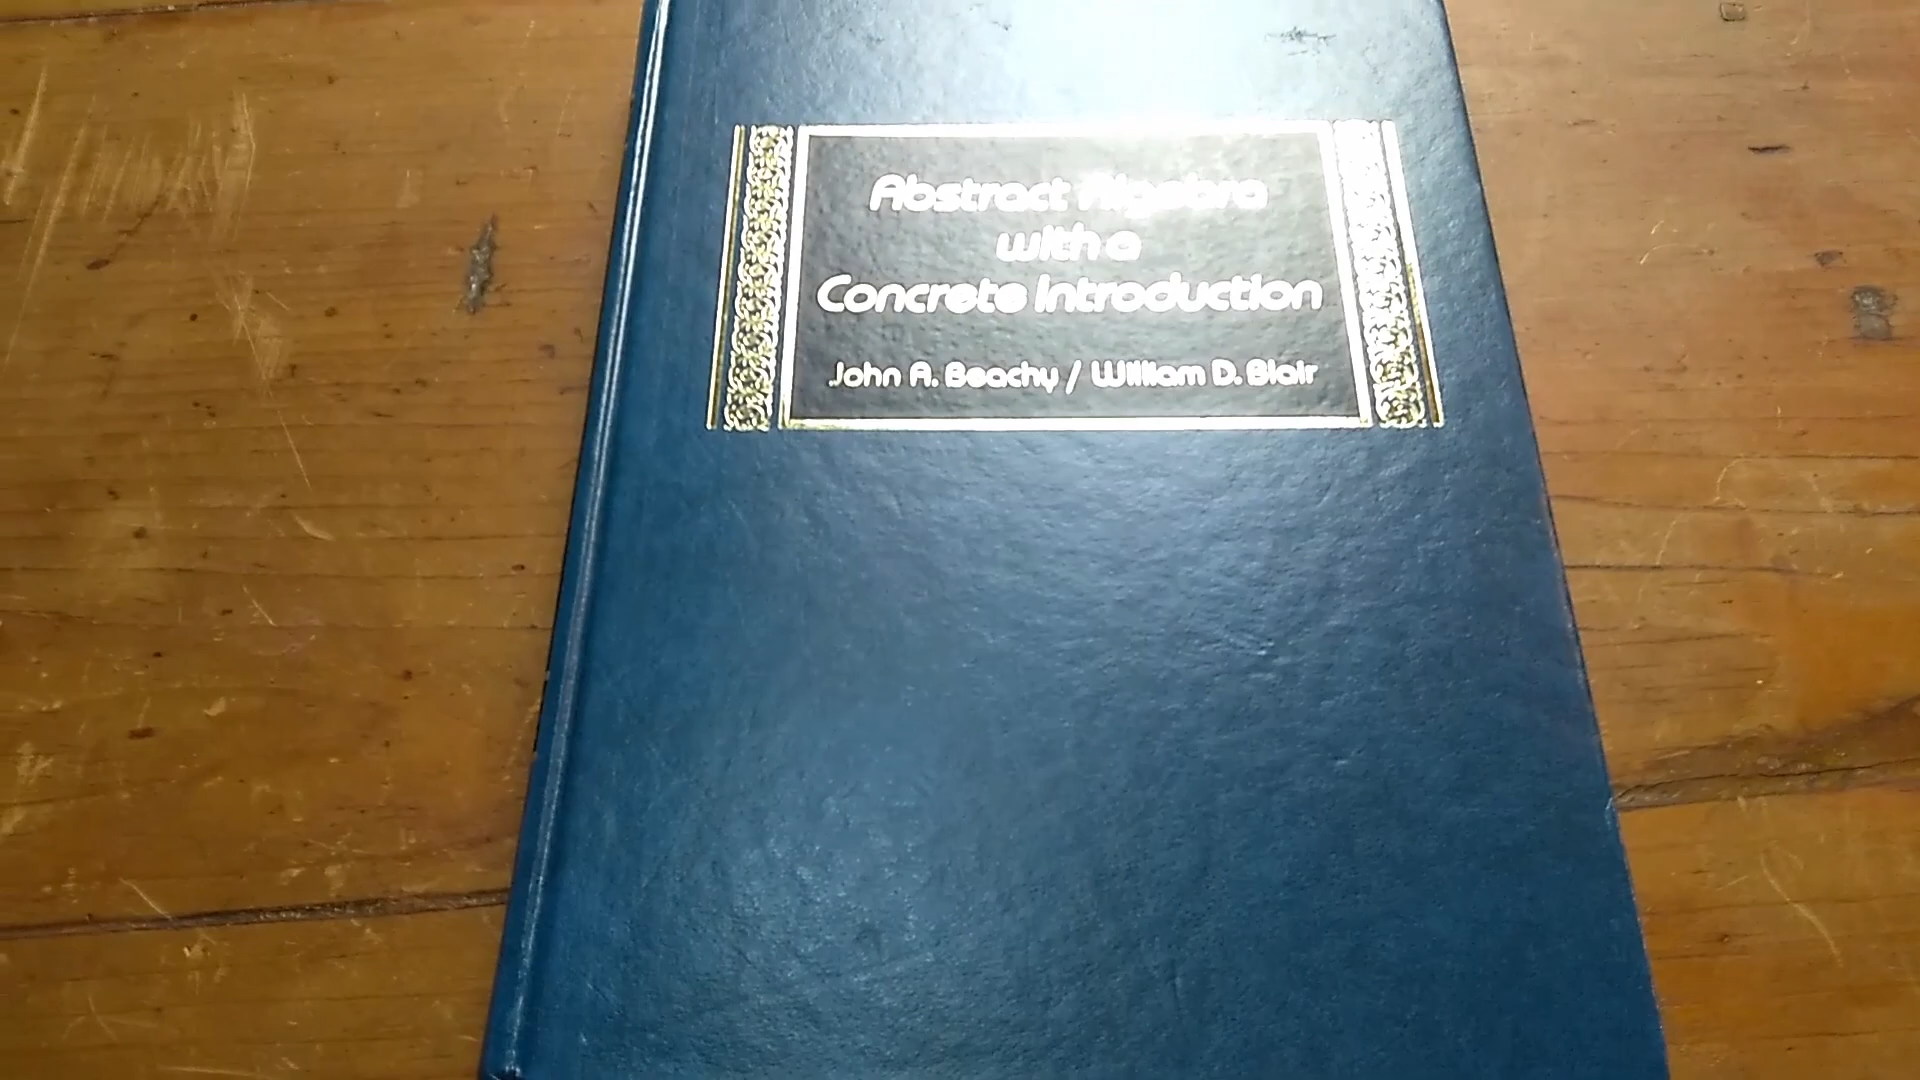 Abstract Algebra
with a
Concrete Introduction
John A. Beachy / William D. Blair